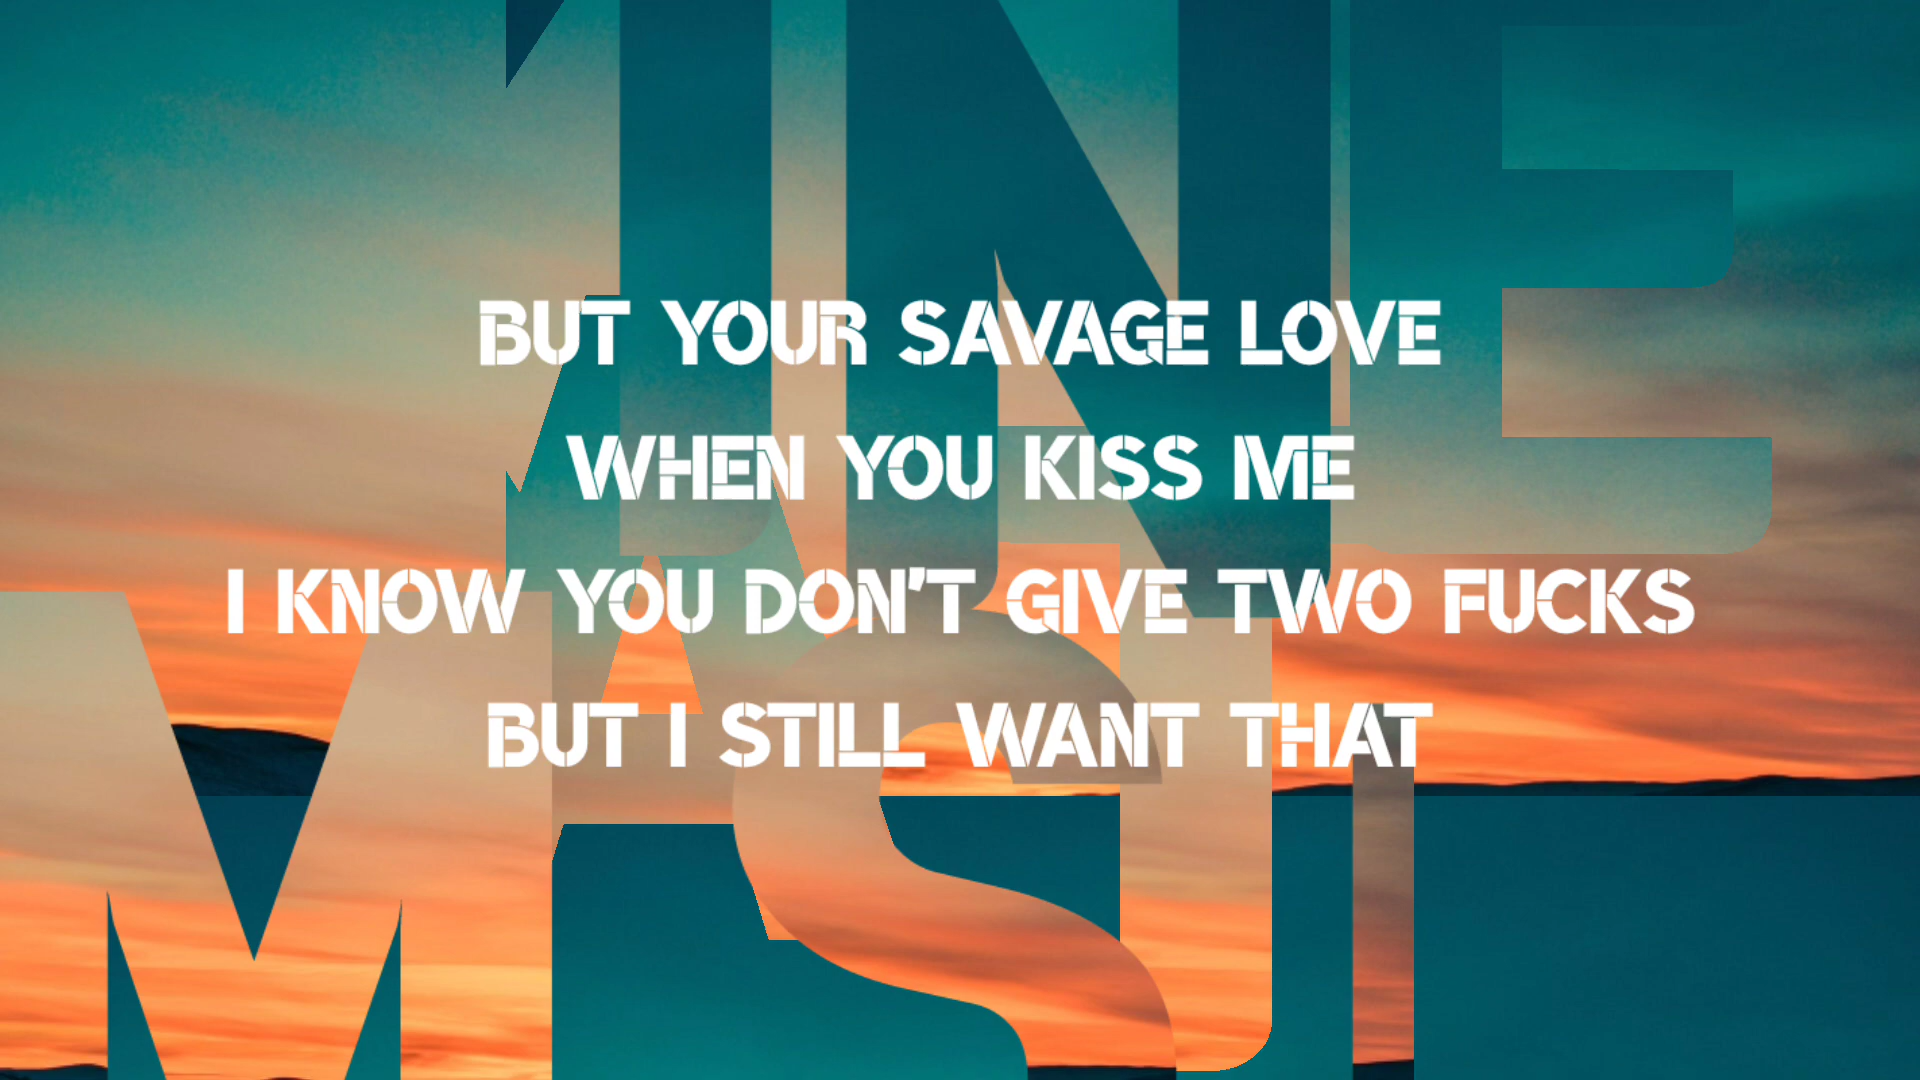 BUT YOUR SAVAGE LOVE
WHEN YOU KISS ME
I KNOW YOU DON'T GIVE TWO FUCKS
BUT I STILL WANT THAT